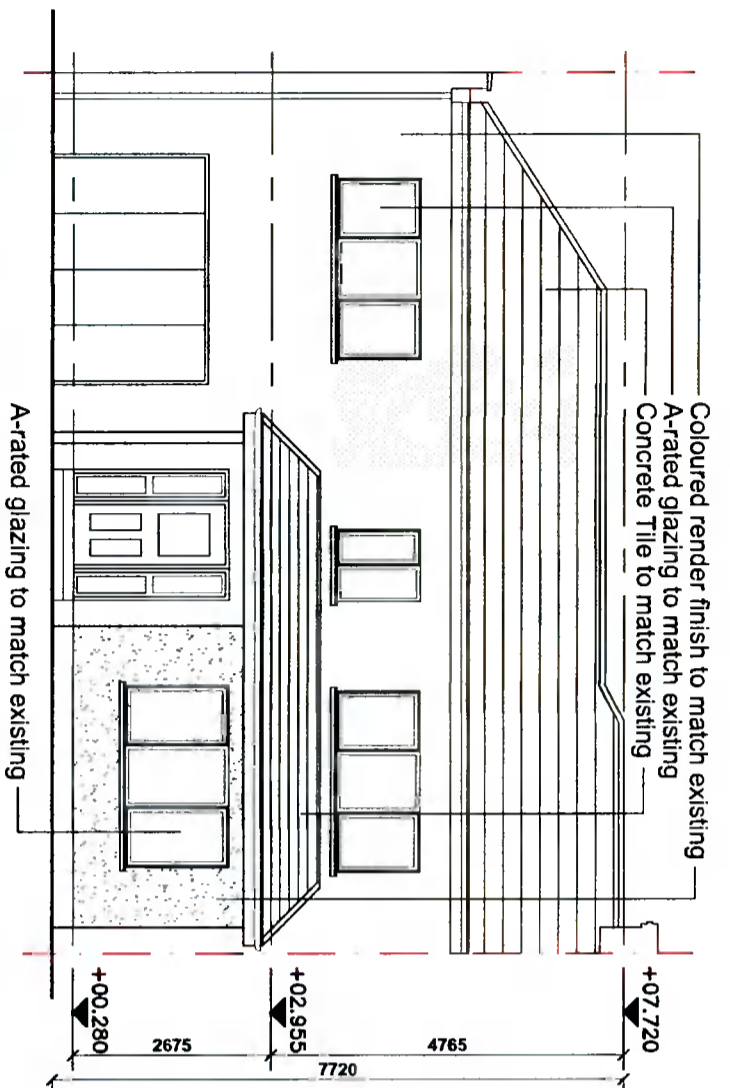 Coloured render finish to match existing
A-rated glazing to match existing
Concrete Tile to match existing
+07.720
+02.955
+00.280
4765
2675
7720
A-rated glazing to match existing